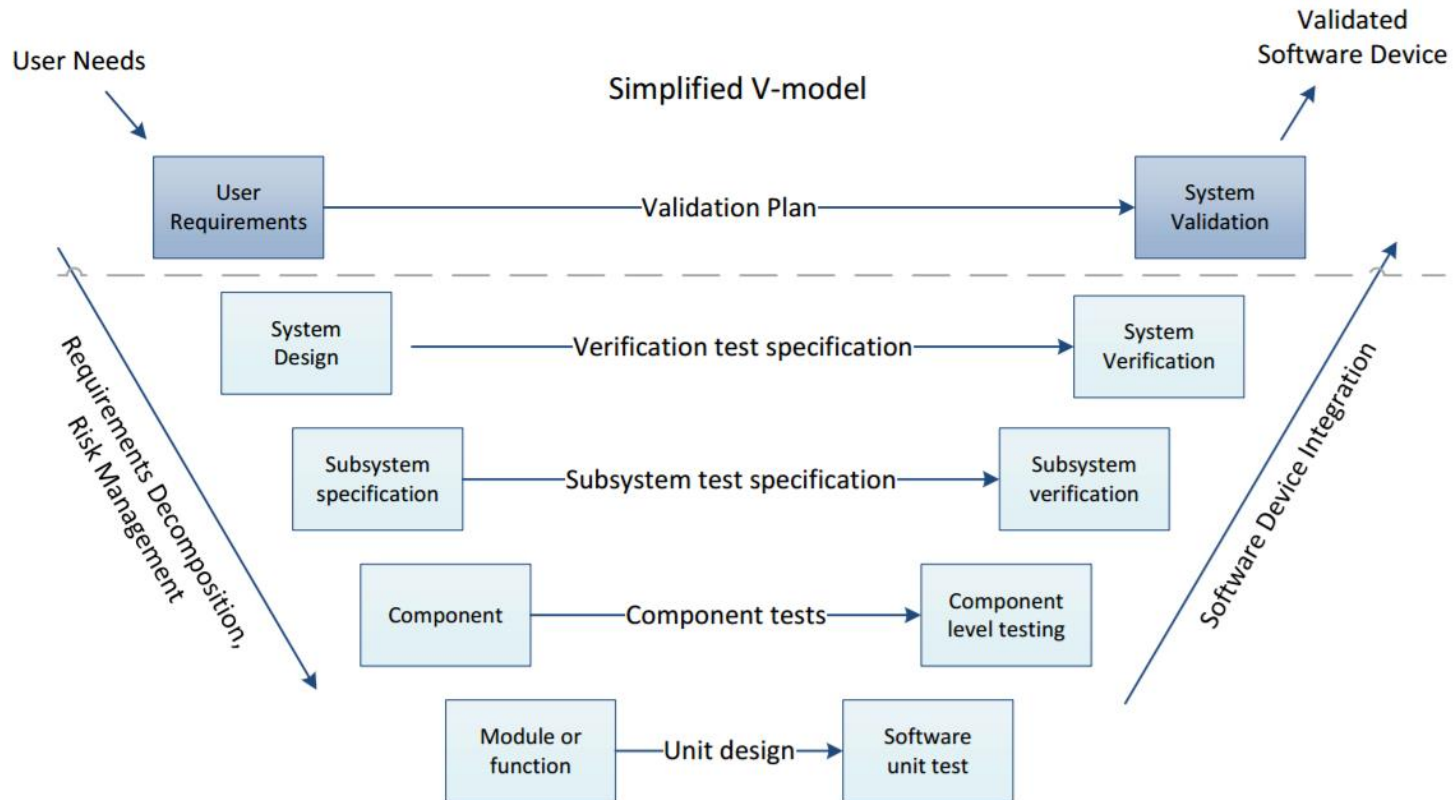 User Needs
Simplified V-model
Validated
Software Device
User
Requirements
Validation Plan
System
Validation
System
Design
Verification test specification
System
Verification
Requirements Decomposition,
Risk Management
Subsystem
specification
Subsystem test specification
Subsystem
verification
Software Device Integration
Component
Component tests
Component
level testing
Module or
function
Unit design
Software
unit test